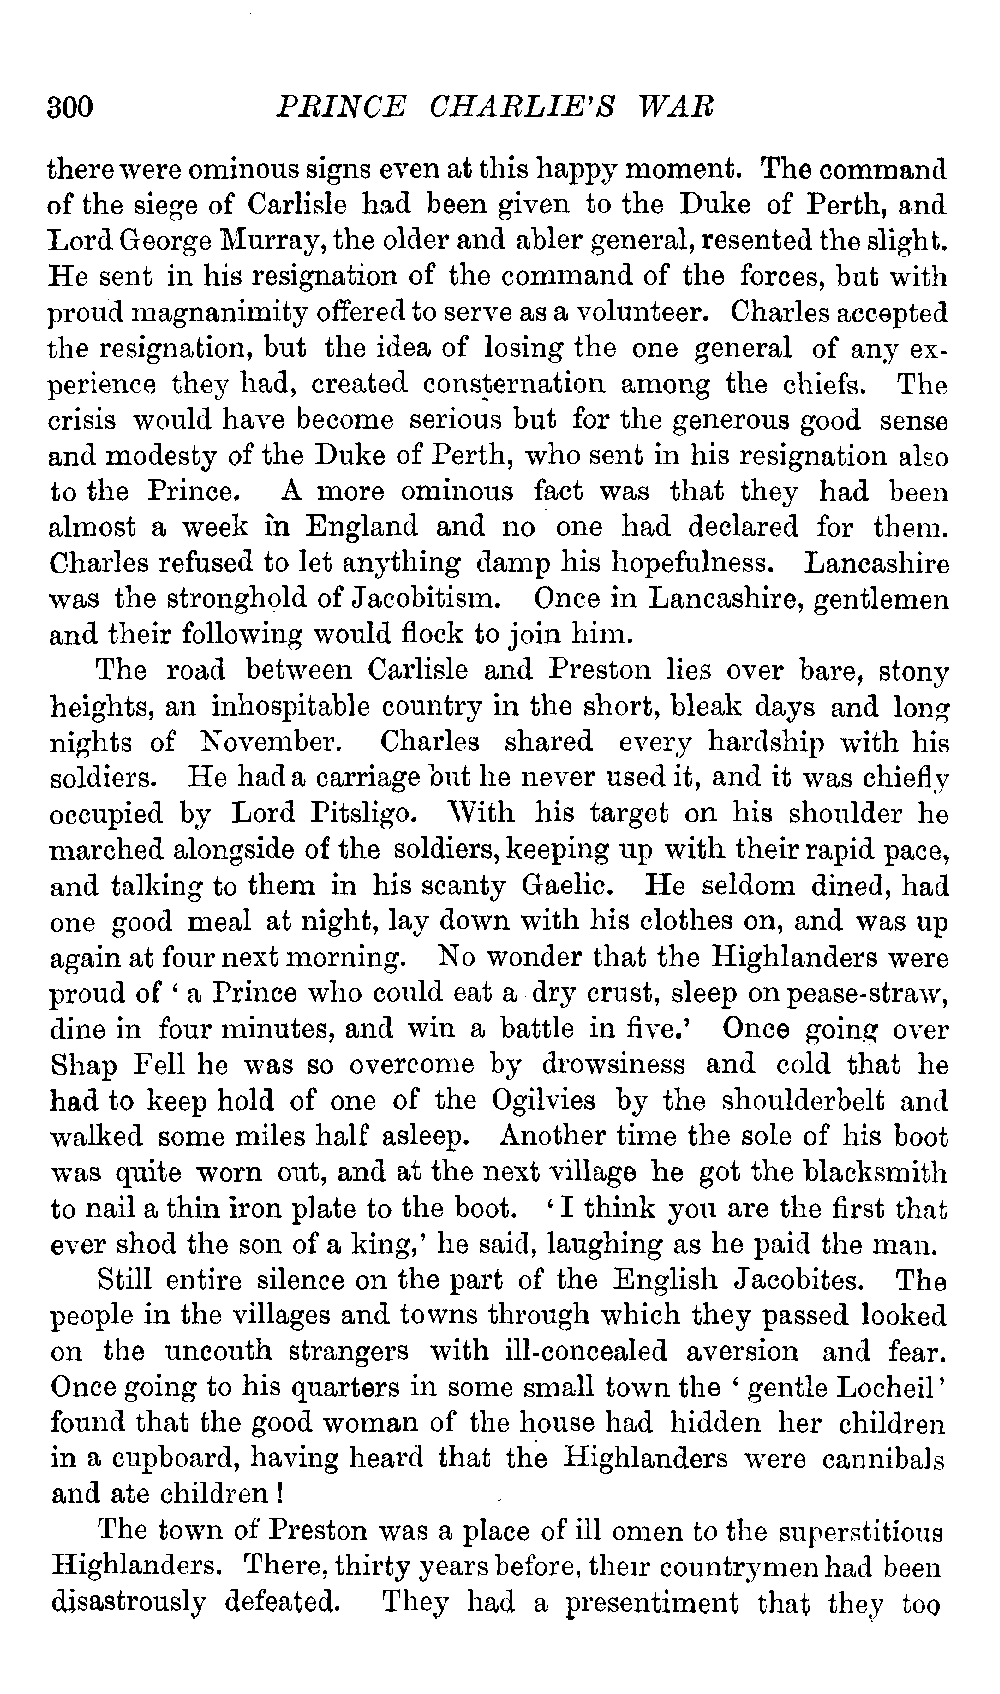 300 PRINCE CHARLIE'S WAR
there were ominous signs even at this happy moment. The command
of the siege of Carlisle had been given to the Duke of Perth, and
Lord George Murray, the older and abler general, resented the slight.
He sent in his resignation of the command of the forces, but with
proud magnanimity offered to serve as a volunteer. Charles accepted
the resignation, but the idea of losing the one general of any ex-
perience they had, created consternation among the chiefs. The
crisis would have become serious but for the generous good sense
and modesty of the Duke of Perth, who sent in his resignation also
to the Prince. A more ominous fact was that they had been
almost a week in England and no one had declared for them.
Charles refused to let anything damp his hopefulness. Lancashire
was the stronghold of Jacobitism. Once in Lancashire, gentlemen
and their following would flock to join him.
The road between Carlisle and Preston lies over bare, stony
heights, an inhospitable country in the short, bleak days and long
nights of November. Charles shared every hardship with his
soldiers. He had a carriage but he never used it, and it was chiefly
occupied by Lord Pitsligo. With his target on his shoulder he
marched alongside of the soldiers, keeping up with their rapid pace,
and talking to them in his scanty Gaelic. He seldom dined, had
one good meal at night, lay down with his clothes on, and was up
again at four next morning. No wonder that the Highlanders were
proud of ‘ a Prince who could eat a dry crust, sleep on pease-straw,
dine in four minutes, and win a battle in five.’ Once going over
Shap Fell he was so overcome by drowsiness and cold that he
had to keep hold of one of the Ogilvies by the shoulderbelt and
walked some miles half asleep. Another time the sole of his boot
was quite worn out, and at the next village he got the blacksmith
to nail a thin iron plate to the boot. ‘ I think you are the first that
ever shod the son of a king,’ he said, laughing as he paid the man.
Still entire silence on the part of the English Jacobites. The
people in the villages and towns through which they passed looked
on the uncouth strangers with ill-concealed aversion and fear.
Once going to his quarters in some small town the ‘ gentle Locheil’
found that the good woman of the house had hidden her children
in a cupboard, having heard that the Highlanders were cannibals
and ate children !
The town of Preston was a place of ill omen to the superstitious
Highlanders. There, thirty years before, their countrymen had been
disastrously defeated. They had a presentiment that they too